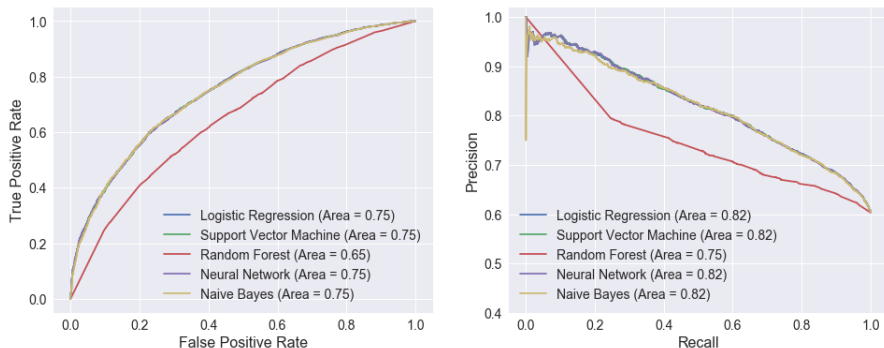 1.0
0.8
0.6
0.4
0.2
0.0
True Positive Rate
Logistic Regression (Area = 0.75)
Support Vector Machine (Area = 0.75)
Random Forest (Area = 0.65)
Neural Network (Area = 0.75)
Naive Bayes (Area = 0.75)
0.0 0.2 0.4 0.6 0.8 1.0
False Positive Rate
1.0
0.9
0.8
0.7
0.6
0.5
0.4
Precision
Logistic Regression (Area = 0.82)
Support Vector Machine (Area = 0.82)
Random Forest (Area = 0.75)
Neural Network (Area = 0.82)
Naive Bayes (Area = 0.82)
0.0 0.2 0.4 0.6 0.8 1.0
Recall